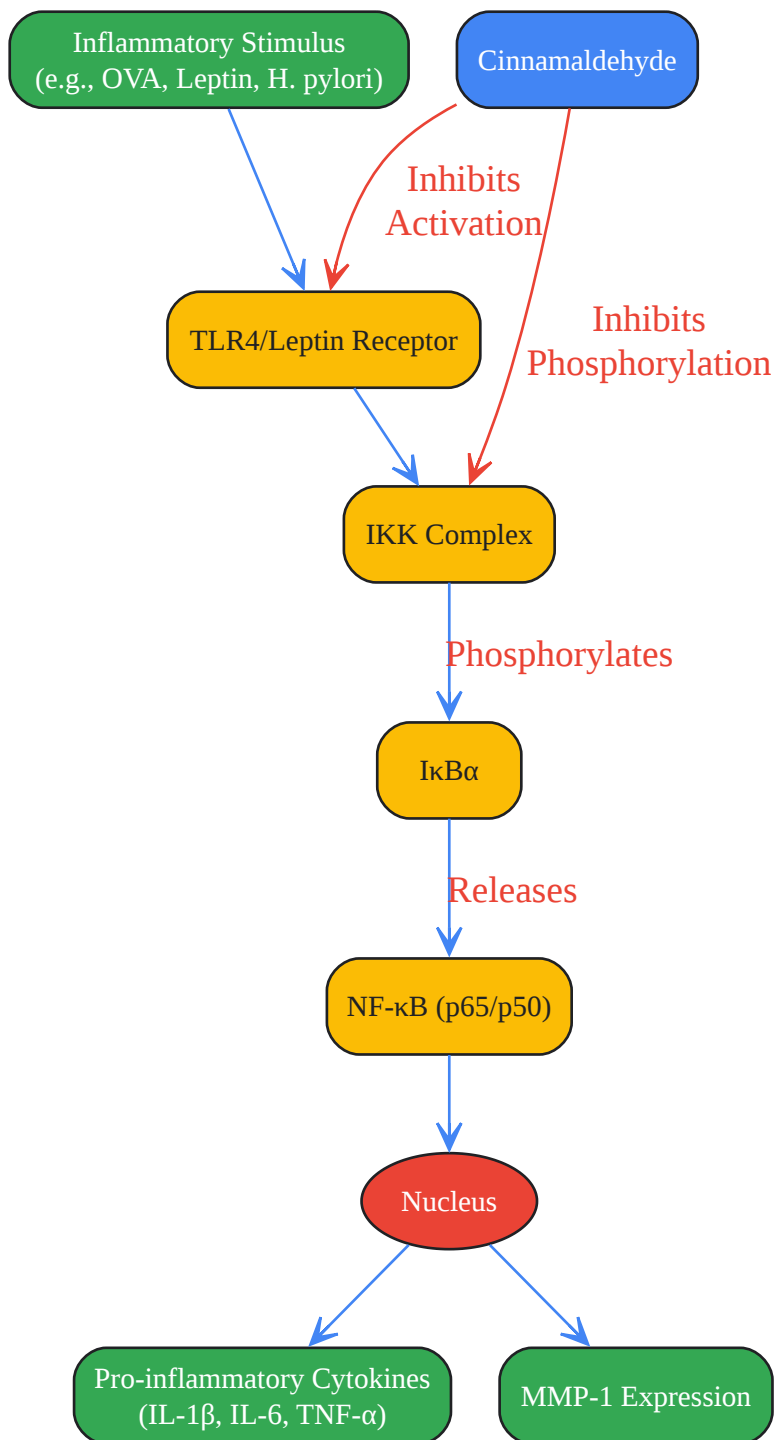 Inflammatory Stimulus
(e.g., OVA, Leptin, H. pylori)
Cinnamaldehyde
Inhibits
Activation
Inhibits
Phosphorylation
TLR4/Leptin Receptor
IKK Complex
Phosphorylates
IκBα
Releases
NF-κB (p65/p50)
Nucleus
Pro-inflammatory Cytokines
(IL-1β, IL-6, TNF-α)
MMP-1 Expression